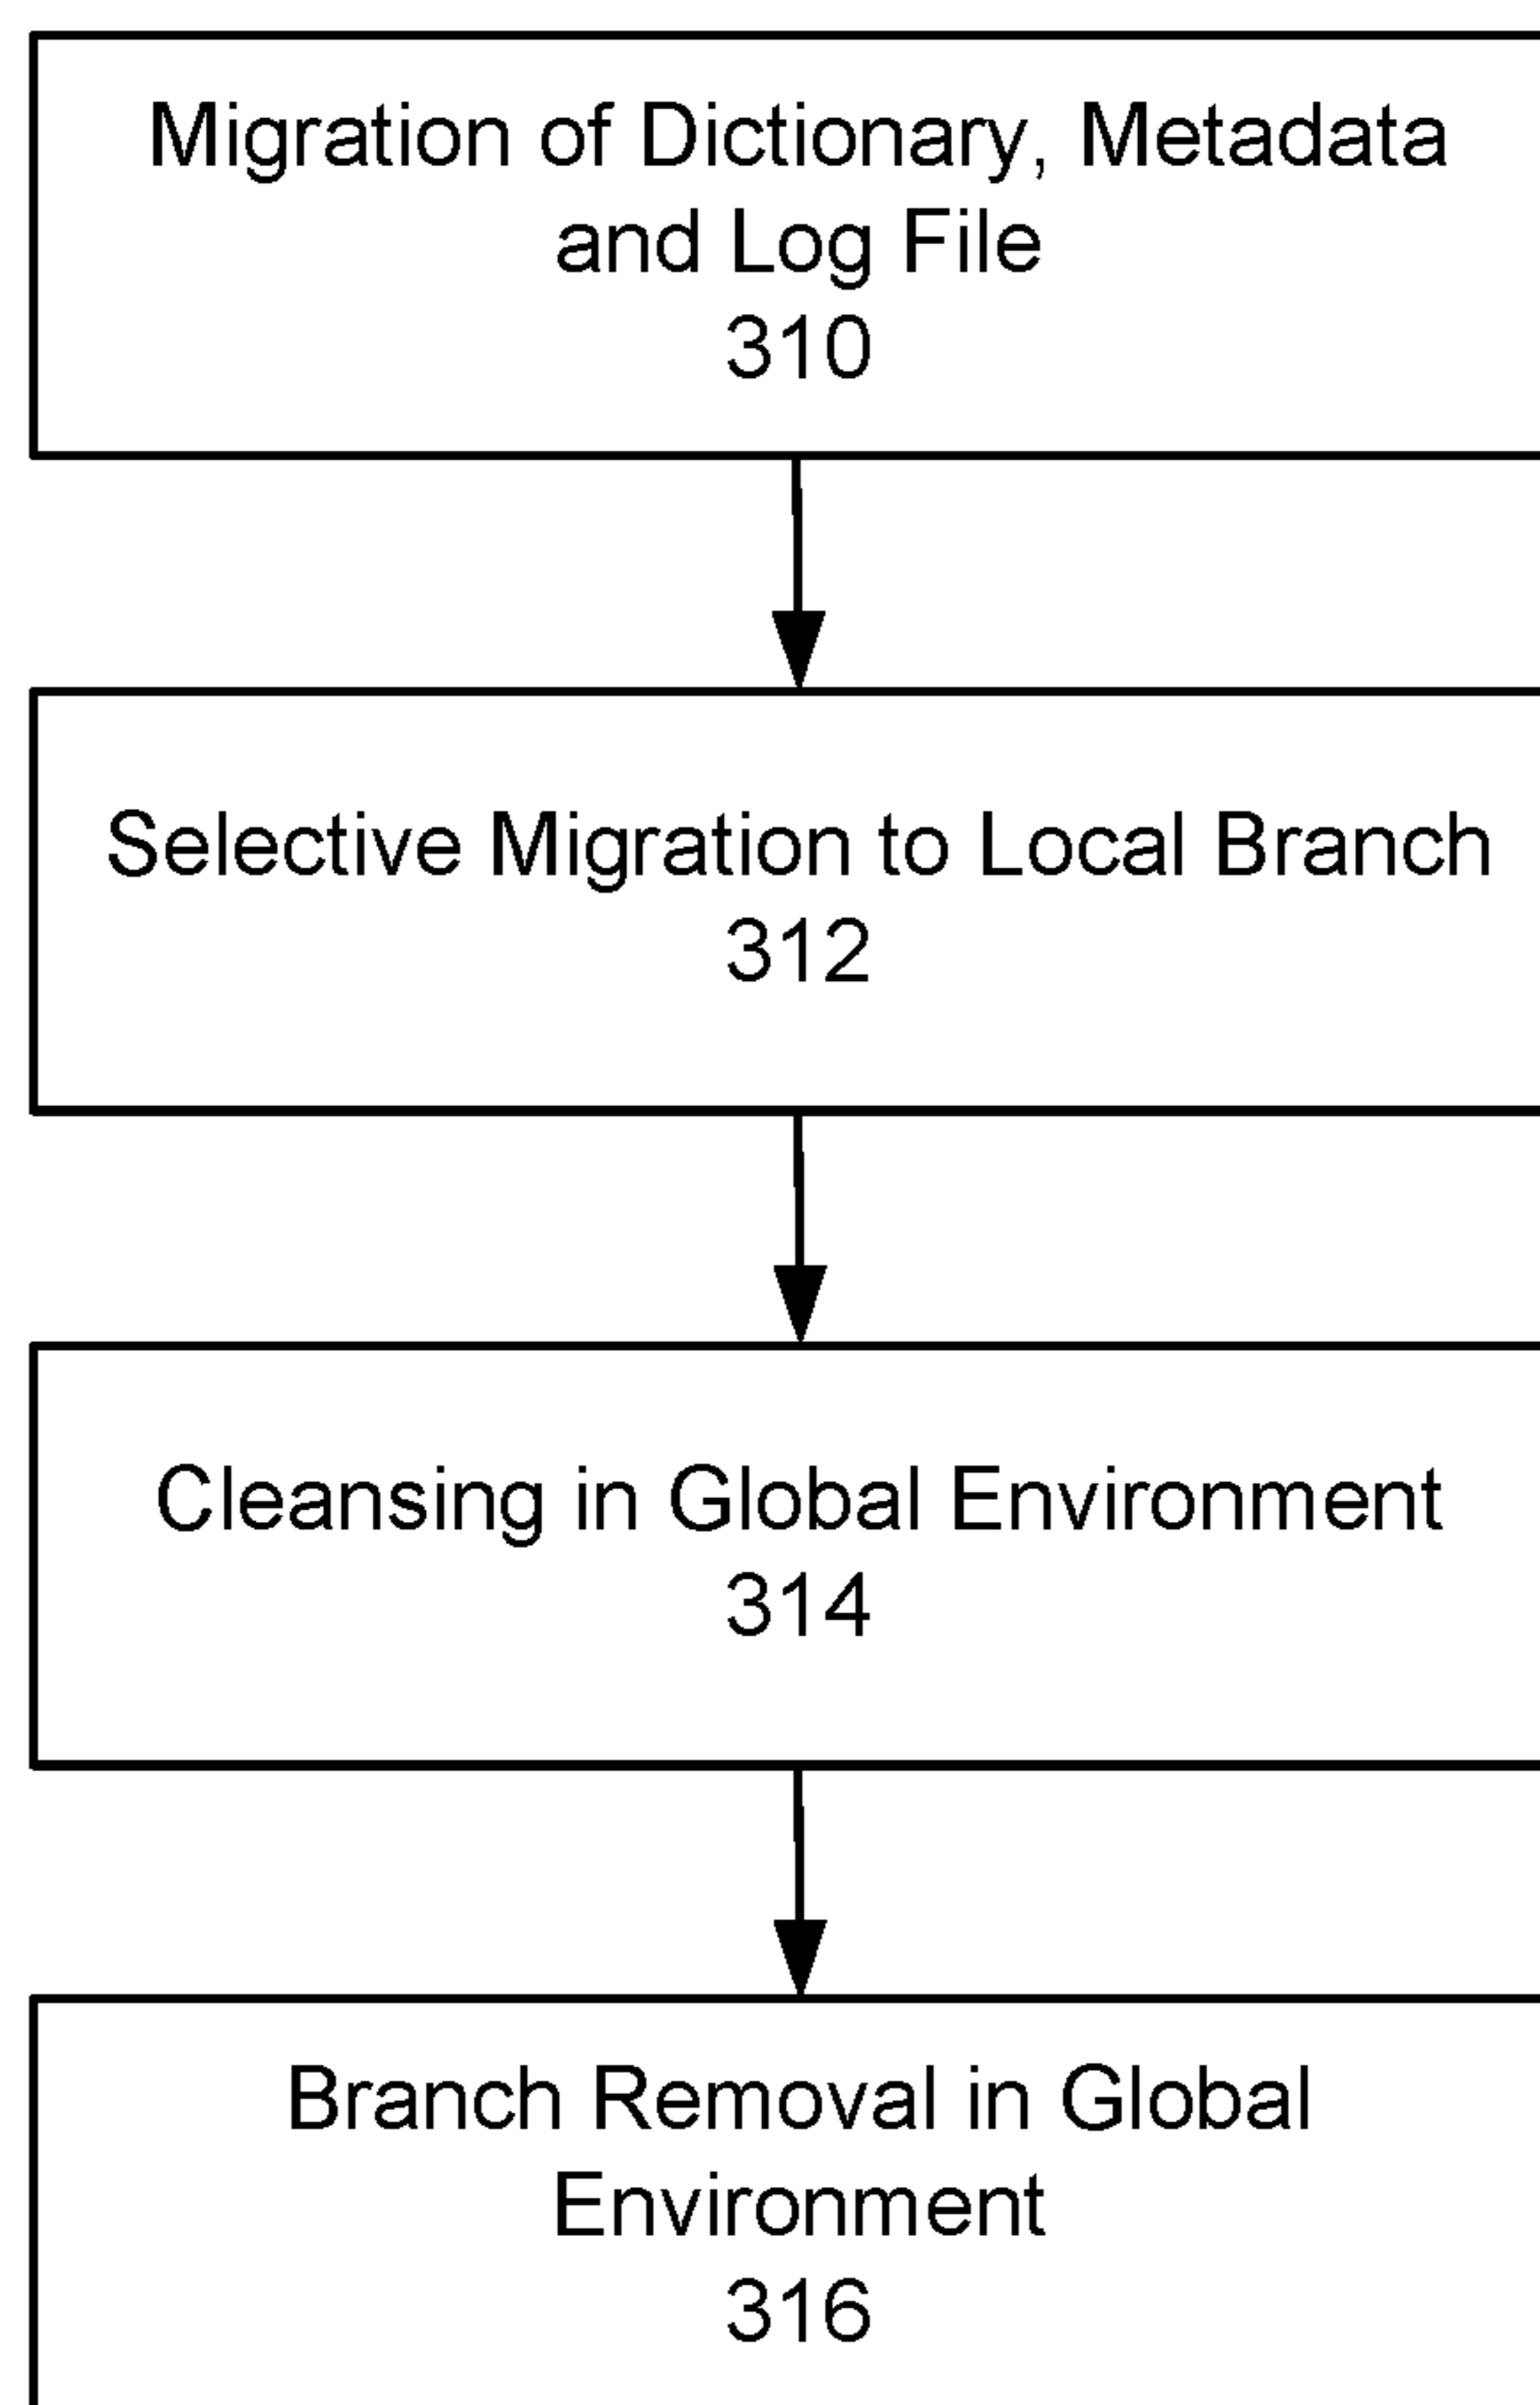 Migration of Dictionary, Metadata
and Log File
310
Selective Migration to Local Branch
312
Cleansing in Global Environment
314
Branch Removal in Global
Environment
316